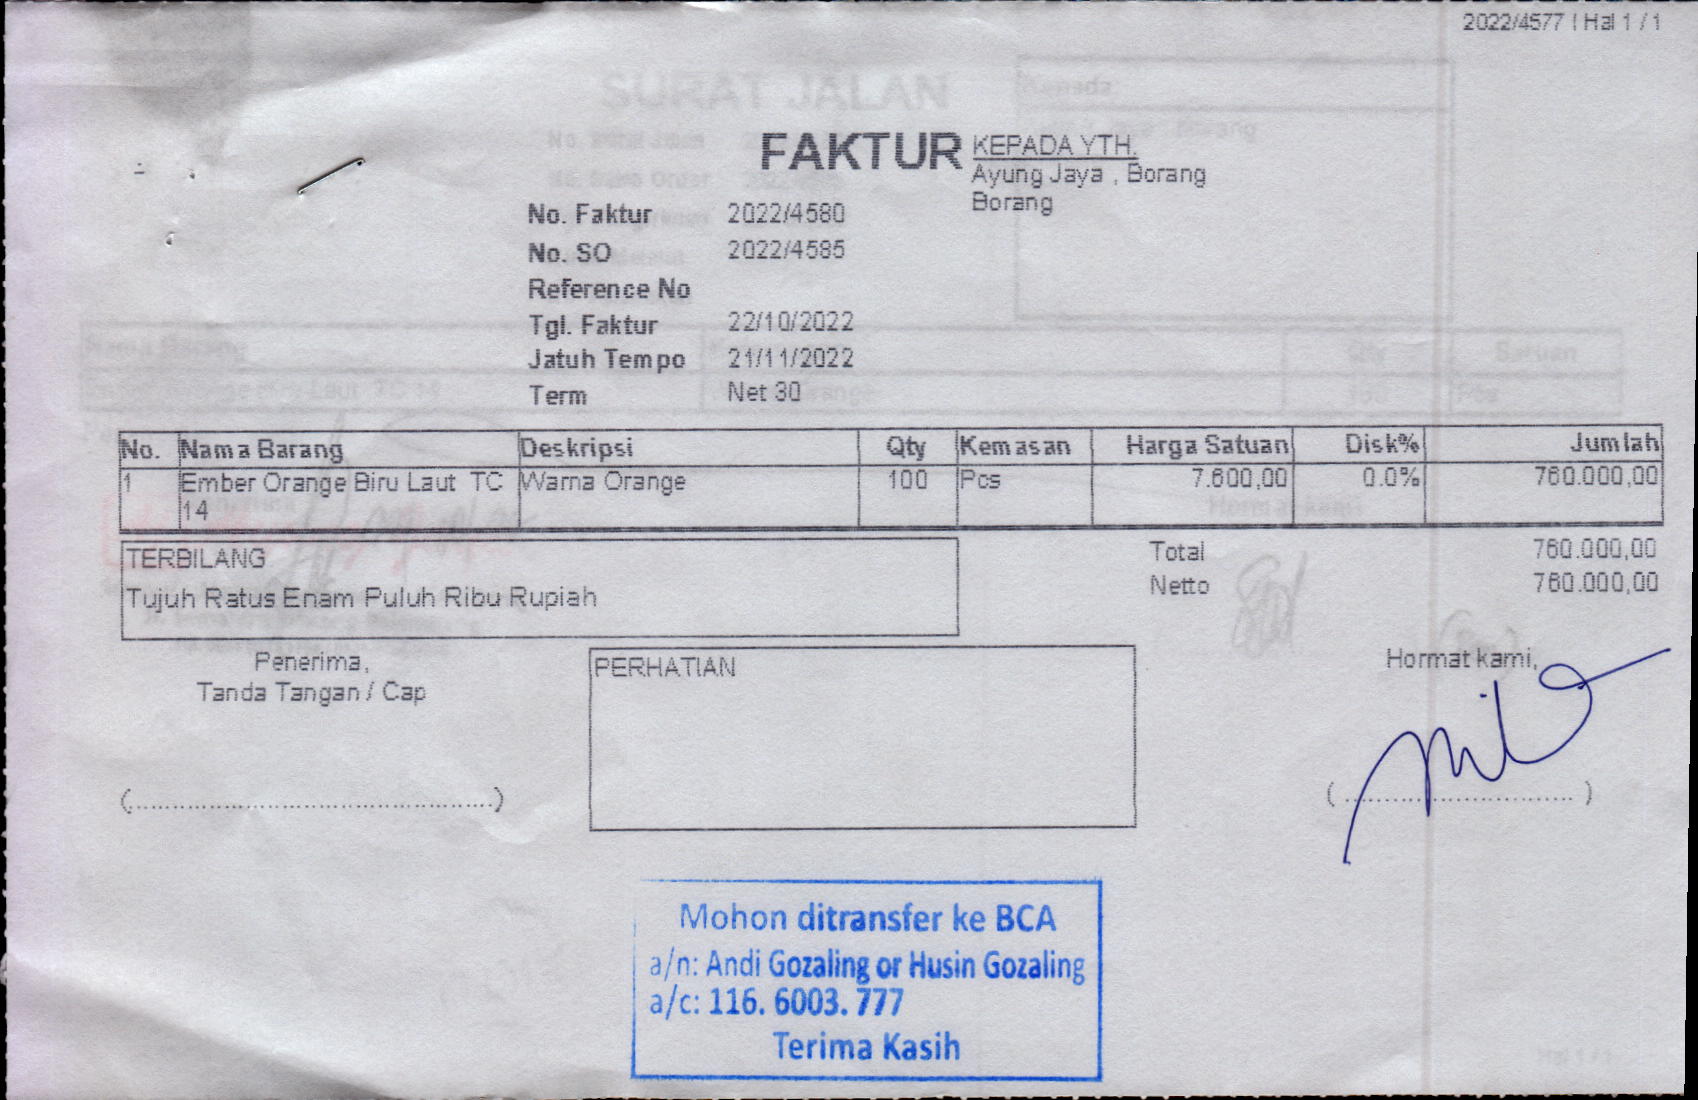 2022/4577 | Hal 1 / 1
FAKTUR
KEPADA YTH.
Ayung Jaya , Borang
Borang
No. Faktur 2022/4580
No. SO 2022/4585
Reference No
Tgl. Faktur 22/10/2022
Jatuh Tempo 21/11/2022
Term Net 30
No. Nama Barang Deskripsi Qty Kemasan Harga Satuan Disk% Jumlah
1 Ember Orange Biru Laut TC Warna Orange 100 Pcs 7.600,00 0.0% 760.000,00
14
TERBILANG
Tujuh Ratus Enam Puluh Ribu Rupiah
Total 760.000,00
Netto 760.000,00
Penerima,
Tanda Tangan / Cap
PERHATIAN
Hormat kami,
Mohon ditransfer ke BCA
a/n: Andi Gozaling or Husin Gozaling
a/c: 116. 6003. 777
Terima Kasih